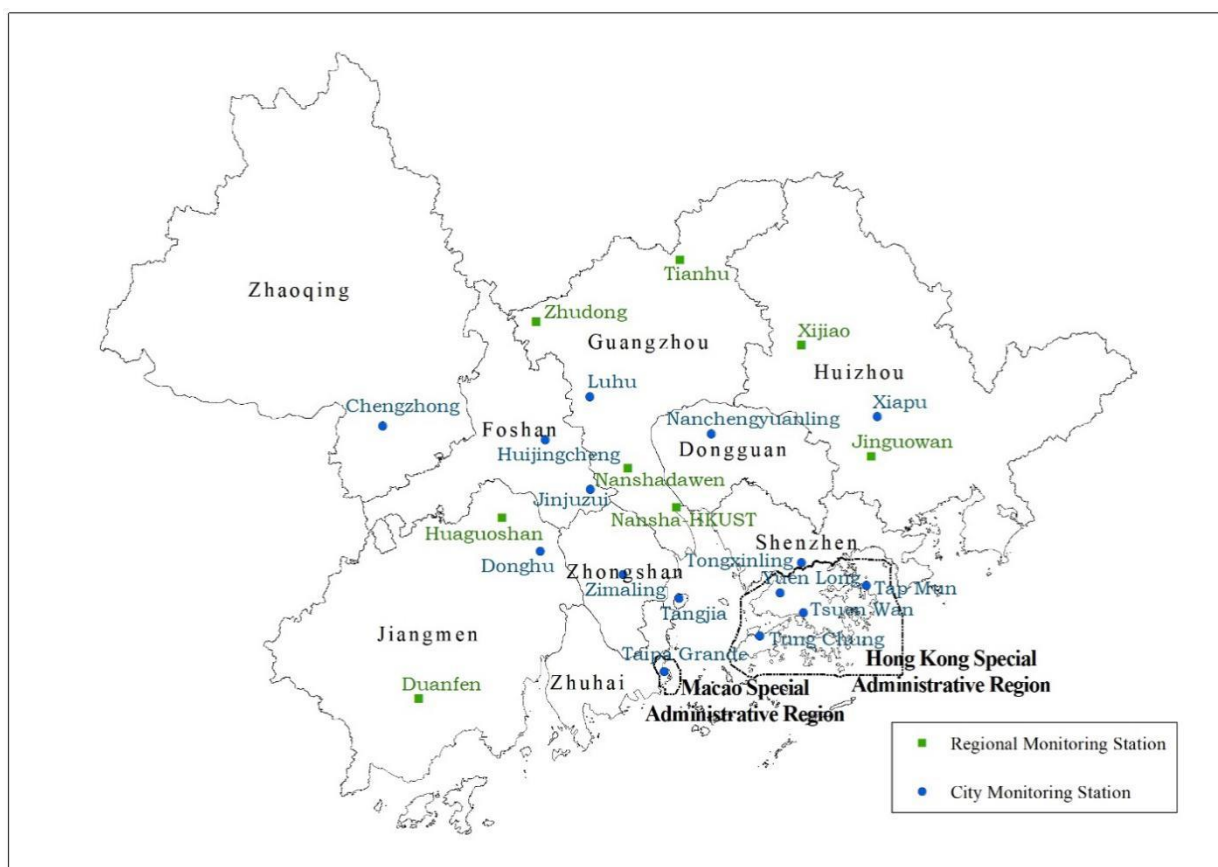 Tianhu
Zhaoqing
Zhudong
Guangzhou
Xijiao
Huizhou
Luhu
Chengzhong
Xiapu
Nanchengyuanling
Foshan
Dongguan
Huijingcheng
Jinguowan
Nanshadawen
Jinjuzui
Nansha-HKUST
Huaguoshan
Shenzhen
Donghu
Tongxinling
Zhongshan
Yuen Long
Zimaling
Tap Mun
Tangjia
Tsuen Wan
Jiangmen
Tung Chung
Taipa Grande
Hong Kong Special
Administrative Region
Zhuhai
Duanfen
Macao Special
Administrative Region
Regional Monitoring Station
City Monitoring Station